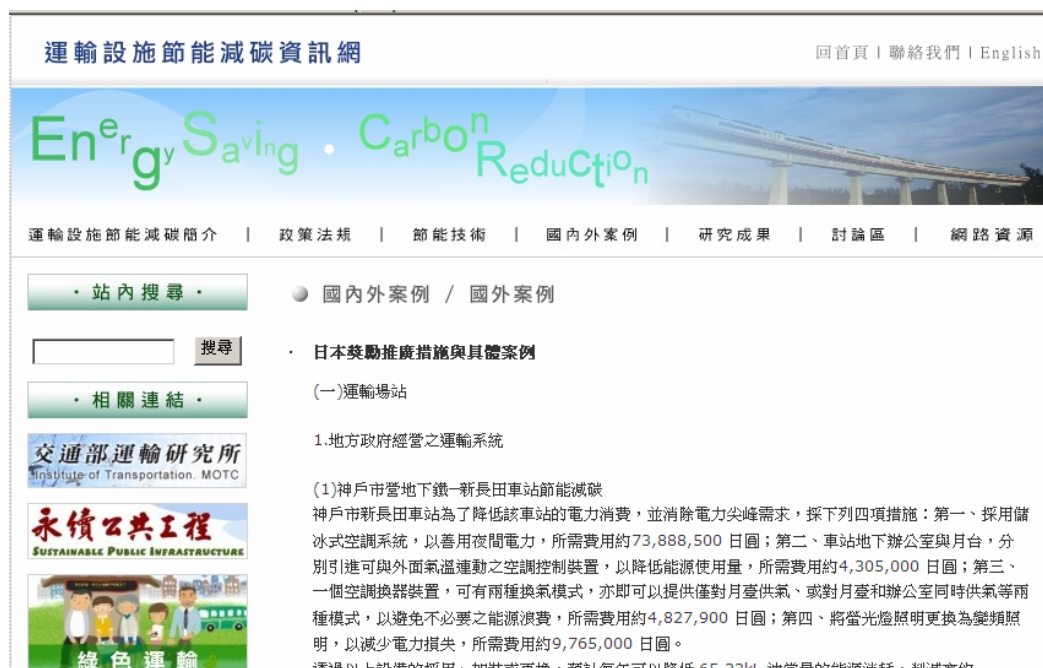 運輸設施節能減碳資訊網
回首頁 | 聯絡我們 | English
Energy Saving · Carbon Reduction
運輸設施節能減碳簡介 | 政策法規 | 節能技術 | 國內外案例 | 研究成果 | 討論區 | 網路資源
· 站內搜尋 ·
搜尋
· 相關連結 ·
交通部運輸研究所
Institute of Transportation. MOTC
永續公共工程
SUSTAINABLE PUBLIC INFRASTRUCTURE
綠色運輸
國內外案例 / 國外案例
· 日本獎勵推廣措施與具體案例
(一)運輸場站
1.地方政府經營之運輸系統
(1)神戶市營地下鐵─新長田車站節能減碳
神戶市新長田車站為了降低該車站的電力消費，並消除電力尖峰需求，採下列四項措施：第一、採用儲
冰式空調系統，以善用夜間電力，所需費用約73,888,500 日圓；第二、車站地下辦公室與月台，分
別引進可與外面氣溫連動之空調控制裝置，以降低能源使用量，所需費用約4,305,000 日圓；第三、
一個空調換器裝置，可有兩種換氣模式，亦即可以提供僅對月臺供氣、或對月臺和辦公室同時供氣等兩
種模式，以避免不必要之能源浪費，所需費用約4,827,900 日圓；第四、將螢光燈照明更換為變頻照
明，以減少電力損失，所需費用約9,765,000 日圓。